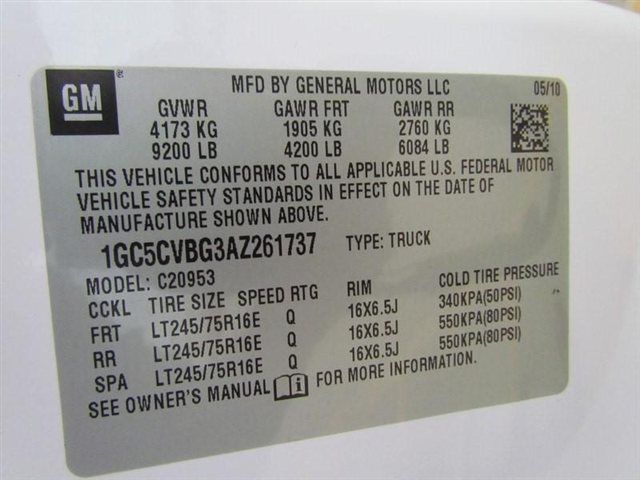 GM
MFD BY GENERAL MOTORS LLC 05/10
GVWR GAWR FRT GAWR RR
4173 KG 1905 KG 2760 KG
9200 LB 4200 LB 6084 LB
THIS VEHICLE CONFORMS TO ALL APPLICABLE U.S. FEDERAL MOTOR
VEHICLE SAFETY STANDARDS IN EFFECT ON THE DATE OF
MANUFACTURE SHOWN ABOVE.
1GC5CVBG3AZ261737 TYPE: TRUCK
MODEL: C20953
CCKL TIRE SIZE SPEED RTG RIM COLD TIRE PRESSURE
FRT LT245/75R16E Q 16X6.5J 340KPA(50PSI)
RR LT245/75R16E Q 16X6.5J 550KPA(80PSI)
SPA LT245/75R16E Q 16X6.5J 550KPA(80PSI)
SEE OWNER'S MANUAL FOR MORE INFORMATION.